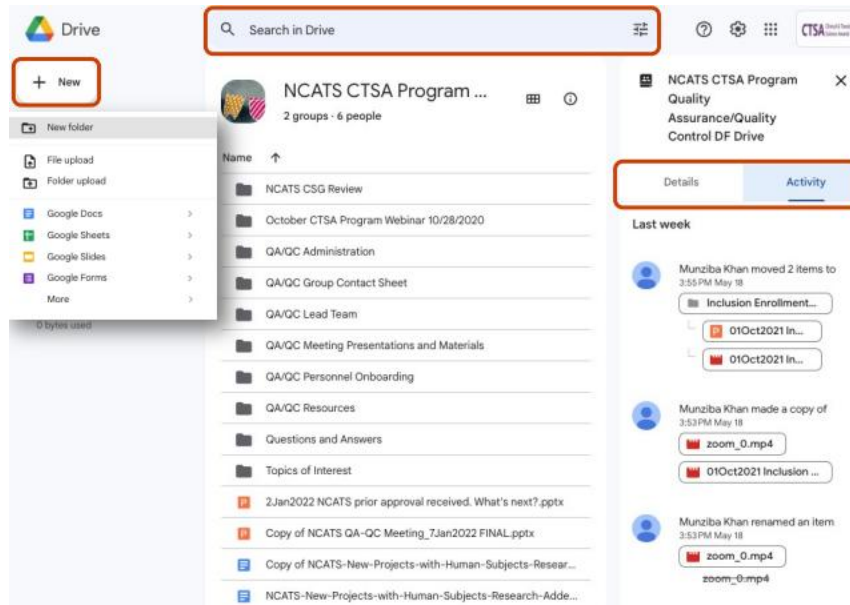 Drive
Search in Drive
CTSA
+ New
New folder
File upload
Folder upload
Google Docs
Google Sheets
Google Slides
Google Forms
More
0 bytes used
NCATS CTSA Program ...
2 groups · 6 people
Name
NCATS CSG Review
October CTSA Program Webinar 10/28/2020
QA/QC Administration
QA/QC Group Contact Sheet
QA/QC Lead Team
QA/QC Meeting Presentations and Materials
QA/QC Personnel Onboarding
QA/QC Resources
Questions and Answers
Topics of Interest
2Jan2022 NCATS prior approval received. What's next?.pptx
Copy of NCATS QA-QC Meeting_7Jan2022 FINAL.pptx
Copy of NCATS-New-Projects-with-Human-Subjects-Resear...
NCATS-New-Projects-with-Human-Subjects-Research-Adde...
NCATS CTSA Program
Quality
Assurance/Quality
Control DF Drive
Details
Activity
Last week
Munziba Khan moved 2 items to
3:55 PM May 18
Inclusion Enrollment...
01Oct2021 In...
01Oct2021 In...
Munziba Khan made a copy of
3:53 PM May 18
zoom_0.mp4
01Oct2021 Inclusion ...
Munziba Khan renamed an item
3:53 PM May 18
zoom_0.mp4
zoom_0.mp4